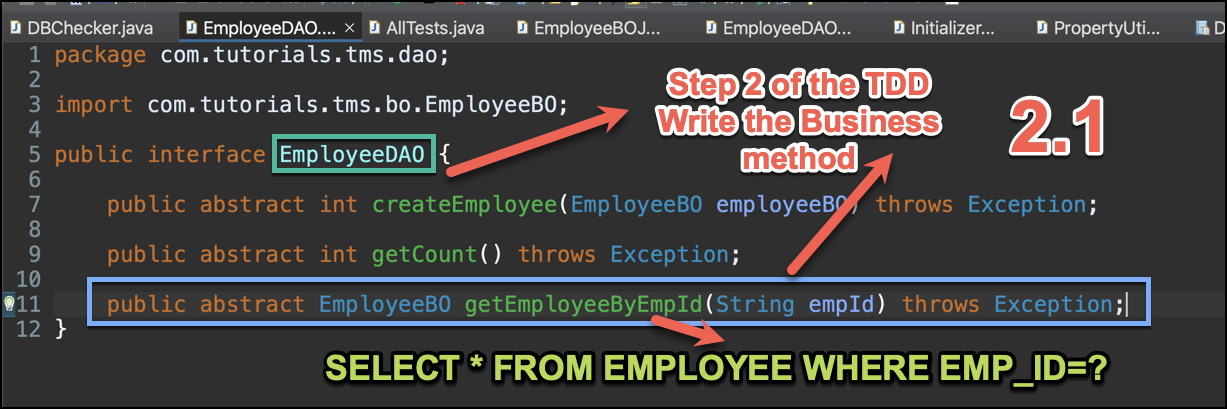 DBChecker.java EmployeeDAO.... × AllTests.java EmployeeBOJ... EmployeeDAO... Initializer... PropertyUti... D
1 package com.tutorials.tms.dao;
2
3 import com.tutorials.tms.bo.EmployeeBO;
4
5 public interface EmployeeDAO {
6
7 public abstract int createEmployee(EmployeeBO employeeBO) throws Exception;
8
9 public abstract int getCount() throws Exception;
10
11 public abstract EmployeeBO getEmployeeByEmpId(String empId) throws Exception;
12 }
Step 2 of the TDD
Write the Business
method
2.1
SELECT * FROM EMPLOYEE WHERE EMP_ID=?